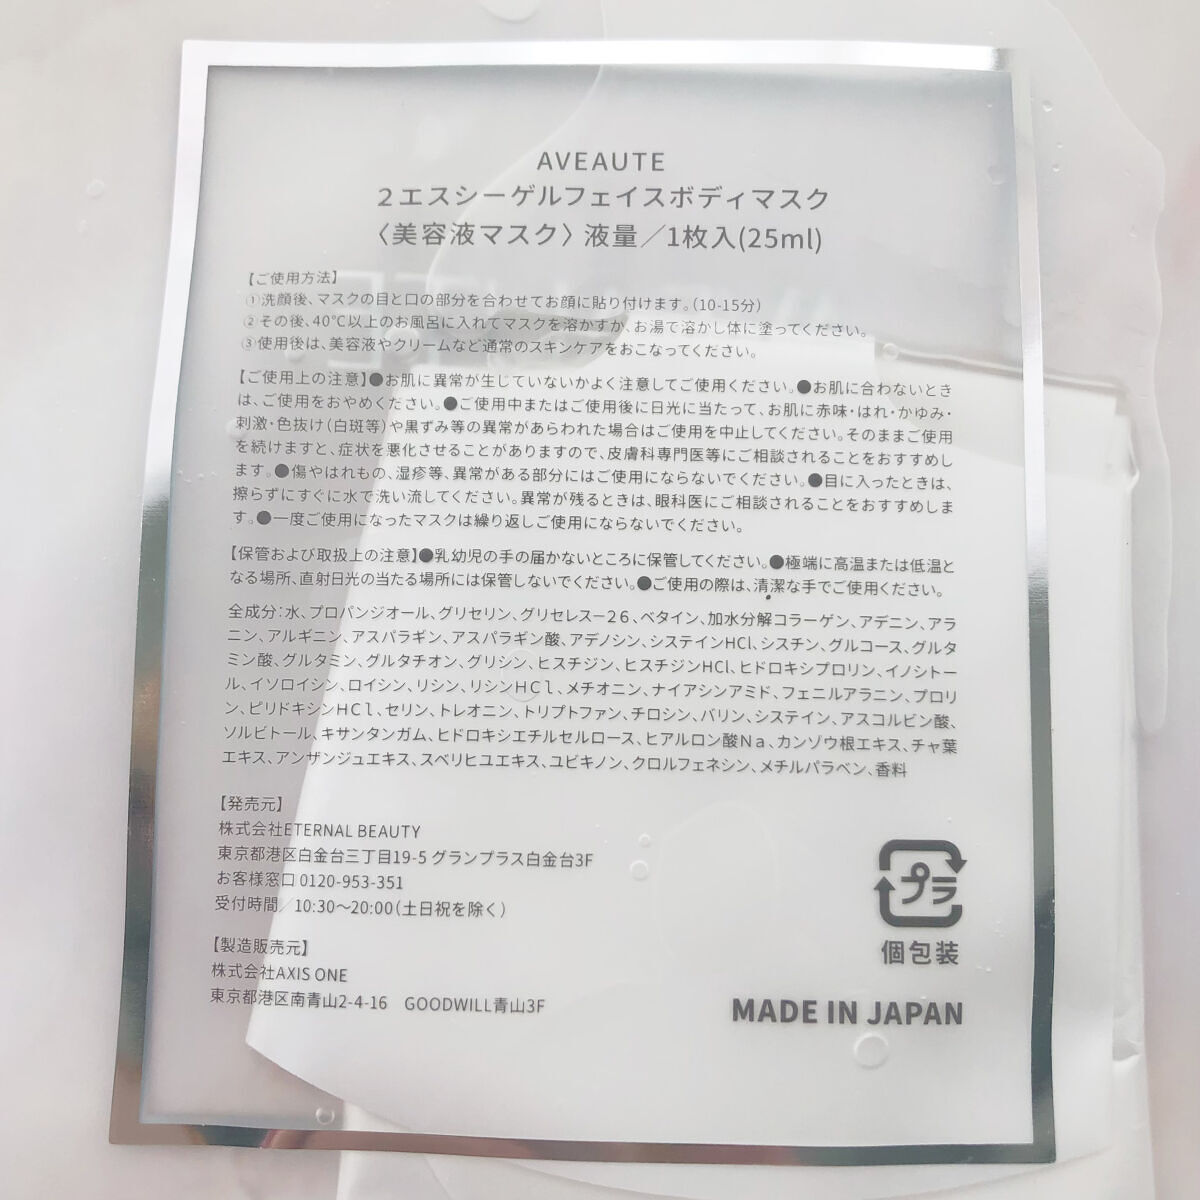 AVEAUTE
2エスシーゲルフェイスボディマスク
〈美容液マスク〉 液量／1枚入(25ml)
【ご使用方法】
①洗顔後、マスクの目と口の部分を合わせてお顔に貼り付けます。(10-15分)
②その後、40℃以上のお風呂に入れてマスクを溶かすか、お湯で溶かし体に塗ってください。
③使用後は、美容液やクリームなど通常のスキンケアをおこなってください。
【ご使用上の注意】●お肌に異常が生じていないかよく注意してご使用ください。●お肌に合わないとき
は、ご使用をおやめください。●ご使用中またはご使用後に日光に当たって、お肌に赤味・はれ・かゆみ・
刺激・色抜け(白斑等)や黒ずみ等の異常があらわれた場合はご使用を中止してください。そのままご使用
を続けますと、症状を悪化させることがありますので、皮膚科専門医等にご相談されることをおすすめし
ます。●傷やはれもの、湿疹等、異常がある部分にはご使用にならないでください。●目に入ったときは、
擦らずにすぐに水で洗い流してください。異常が残るときは、眼科医にご相談されることをおすすめしま
す。●一度ご使用になったマスクは繰り返しご使用にならないでください。
【保管および取扱上の注意】●乳幼児の手の届かないところに保管してください。●極端に高温または低温と
なる場所、直射日光の当たる場所には保管しないでください。●ご使用の際は、清潔な手でご使用ください。
全成分:水、プロパンジオール、グリセリン、グリセレス−26、ベタイン、加水分解コラーゲン、アデニン、アラ
ニン、アルギニン、アスパラギン、アスパラギン酸、アデノシン、システインHCl、シスチン、グルコース、グルタ
ミン酸、グルタミン、グルタチオン、グリシン、ヒスチジン、ヒスチジンHCl、ヒドロキシプロリン、イノシトー
ル、イソロイシン、ロイシン、リシン、リシンHCl、メチオニン、ナイアシンアミド、フェニルアラニン、プロリ
ン、ピリドキシンHCl、セリン、トレオニン、トリプトファン、チロシン、バリン、システイン、アスコルビン酸、
ソルビトール、キサンタンガム、ヒドロキシエチルセルロース、ヒアルロン酸Na、カンゾウ根エキス、チャ葉
エキス、アンザンジュエキス、スベリヒユエキス、ユビキノン、クロルフェネシン、メチルパラベン、香料
【発売元】
株式会社ETERNAL BEAUTY
東京都港区白金台三丁目19-5 グランプラス白金台3F
お客様窓口 0120-953-351
受付時間／10:30〜20:00(土日祝を除く)
【製造販売元】
株式会社AXIS ONE
東京都港区南青山2-4-16 GOODWILL青山3F
プラ
個包装
MADE IN JAPAN